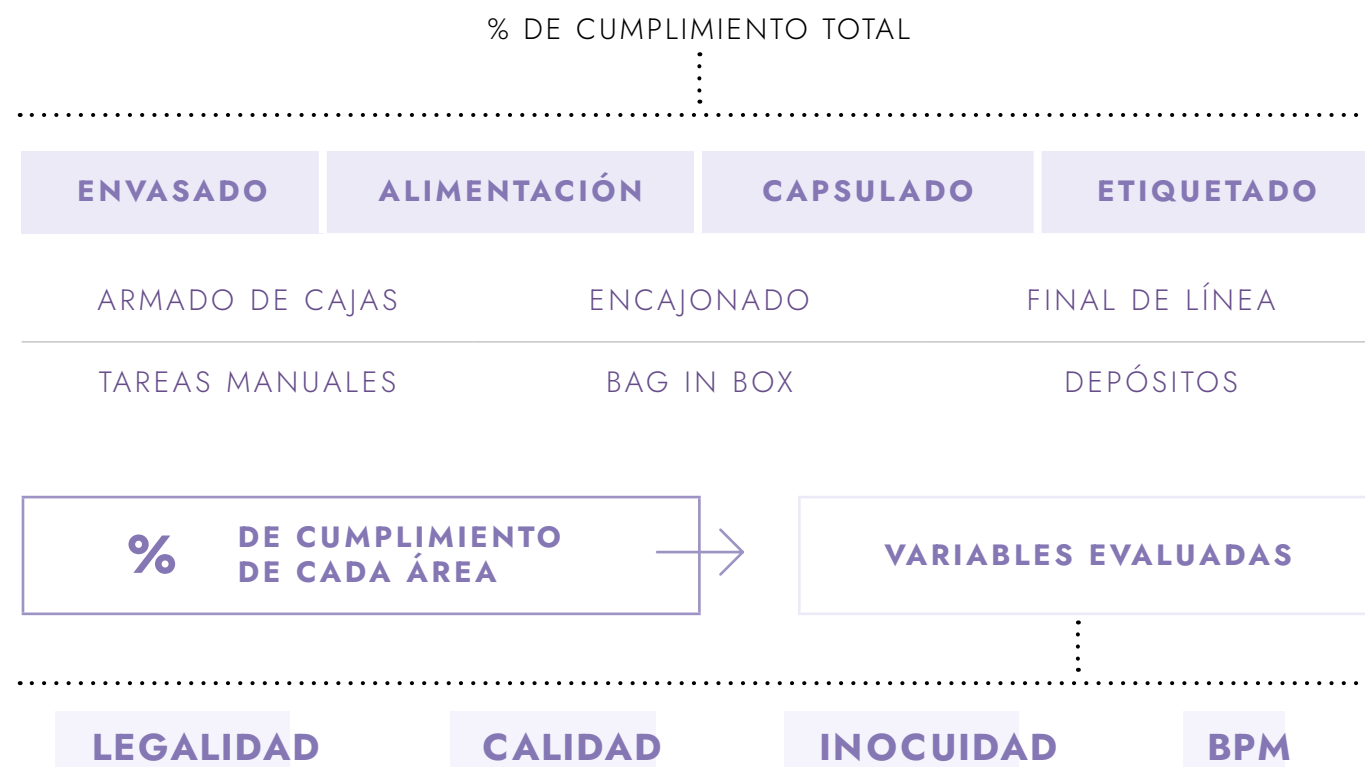 % DE CUMPLIMIENTO TOTAL
ENVASADO ALIMENTACIÓN CAPSULADO ETIQUETADO
ARMADO DE CAJAS ENCAJONADO FINAL DE LÍNEA
TAREAS MANUALES BAG IN BOX DEPÓSITOS
% DE CUMPLIMIENTO
DE CADA ÁREA
VARIABLES EVALUADAS
LEGALIDAD CALIDAD INOCUIDAD BPM